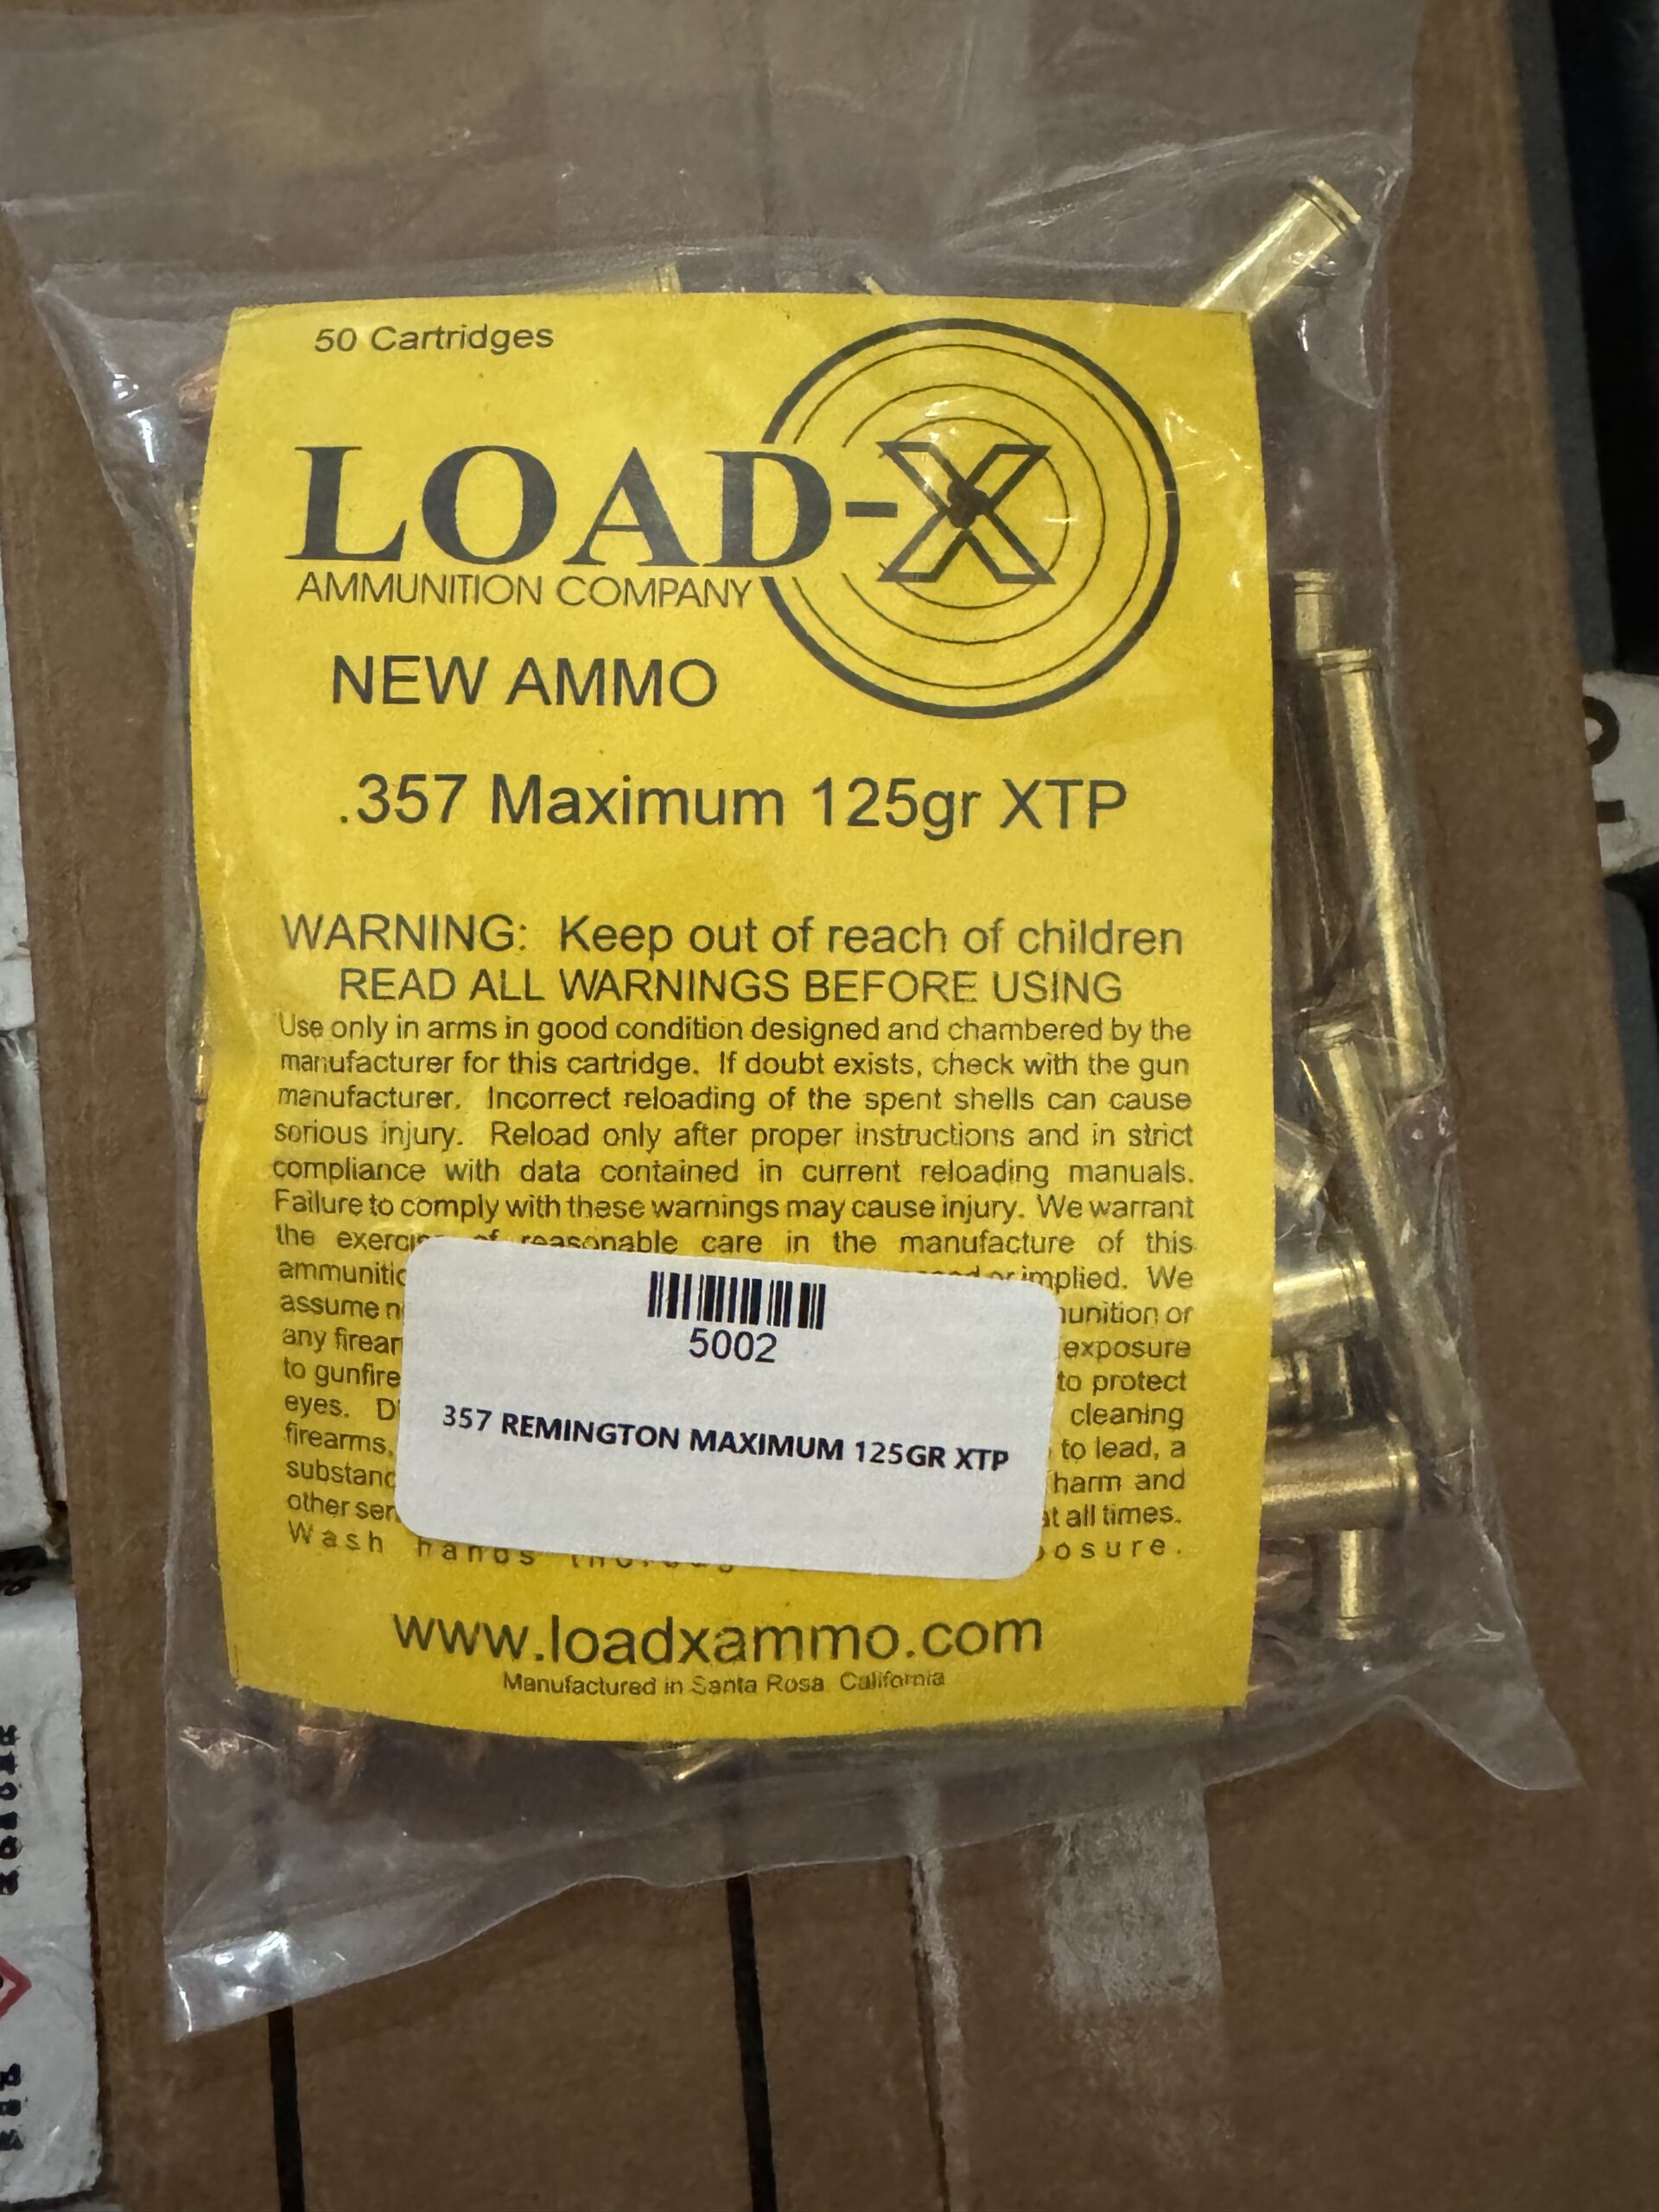 50 Cartridges
LOAD-X
AMMUNITION COMPANY
NEW AMMO
.357 Maximum 125gr XTP
WARNING: Keep out of reach of children
READ ALL WARNINGS BEFORE USING
Use only in arms in good condition designed and chambered by the
manufacturer for this cartridge. If doubt exists, check with the gun
manufacturer. Incorrect reloading of the spent shells can cause
serious injury. Reload only after proper instructions and in strict
compliance with data contained in current reloading manuals.
Failure to comply with these warnings may cause injury. We warrant
the exercise of reasonable care in the manufacture of this
or implied. We
assume
or
any exposure
to gunfire to protect
eyes. cleaning
firearms, to lead, a
harm and
other at all times.
Wash hands
5002
357 REMINGTON MAXIMUM 125GR XTP
www.loadxammo.com
Manufactured in Santa Rosa California